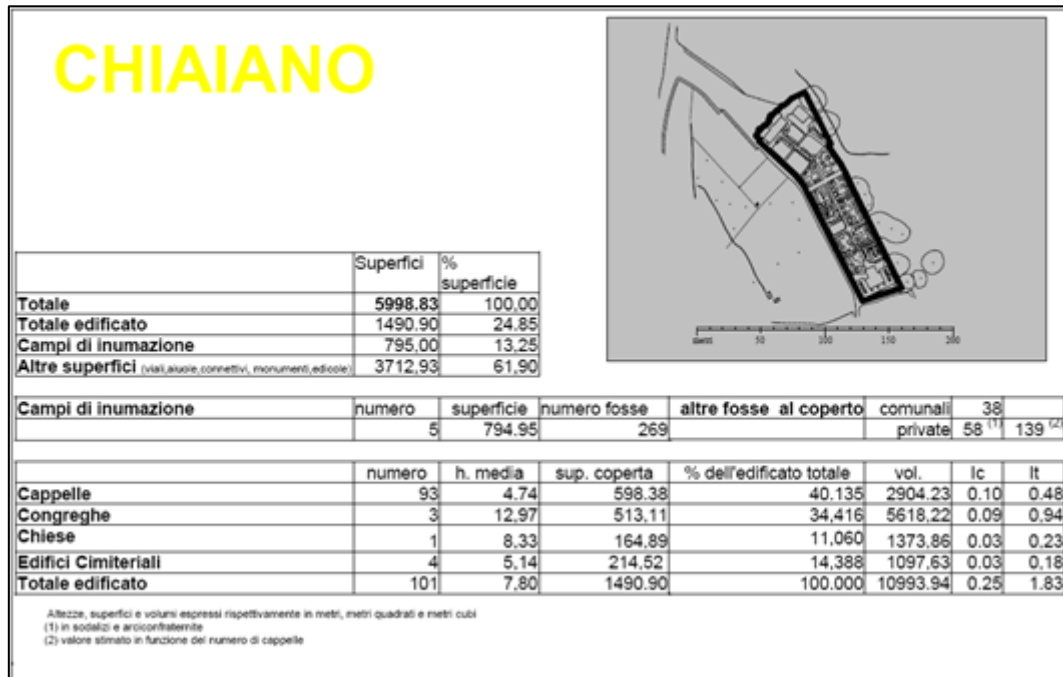 CHIAIANO
metri 50 100 150 200
Superfici % superficie
Totale 5998.83 100,00
Totale edificato 1490.90 24.85
Campi di inumazione 795,00 13,25
Altre superfici (viali,aiuole,connettivi, monumenti,edicole) 3712,93 61,90
Campi di inumazione numero superficie numero fosse altre fosse al coperto comunali 38
5 794.95 269 private 58 (1) 139 (2)
numero h. media sup. coperta % dell'edificato totale vol. Ic It
Cappelle 93 4.74 598.38 40.135 2904.23 0.10 0.48
Congreghe 3 12,97 513,11 34,416 5618,22 0.09 0,94
Chiese 1 8,33 164,89 11,060 1373,86 0.03 0,23
Edifici Cimiteriali 4 5,14 214,52 14,388 1097,63 0.03 0,18
Totale edificato 101 7,80 1490.90 100.000 10993.94 0.25 1.83
Altezze, superfici e volumi espressi rispettivamente in metri, metri quadrati e metri cubi
(1) in sodalizi e arciconfraternite
(2) valore stimato in funzione del numero di cappelle